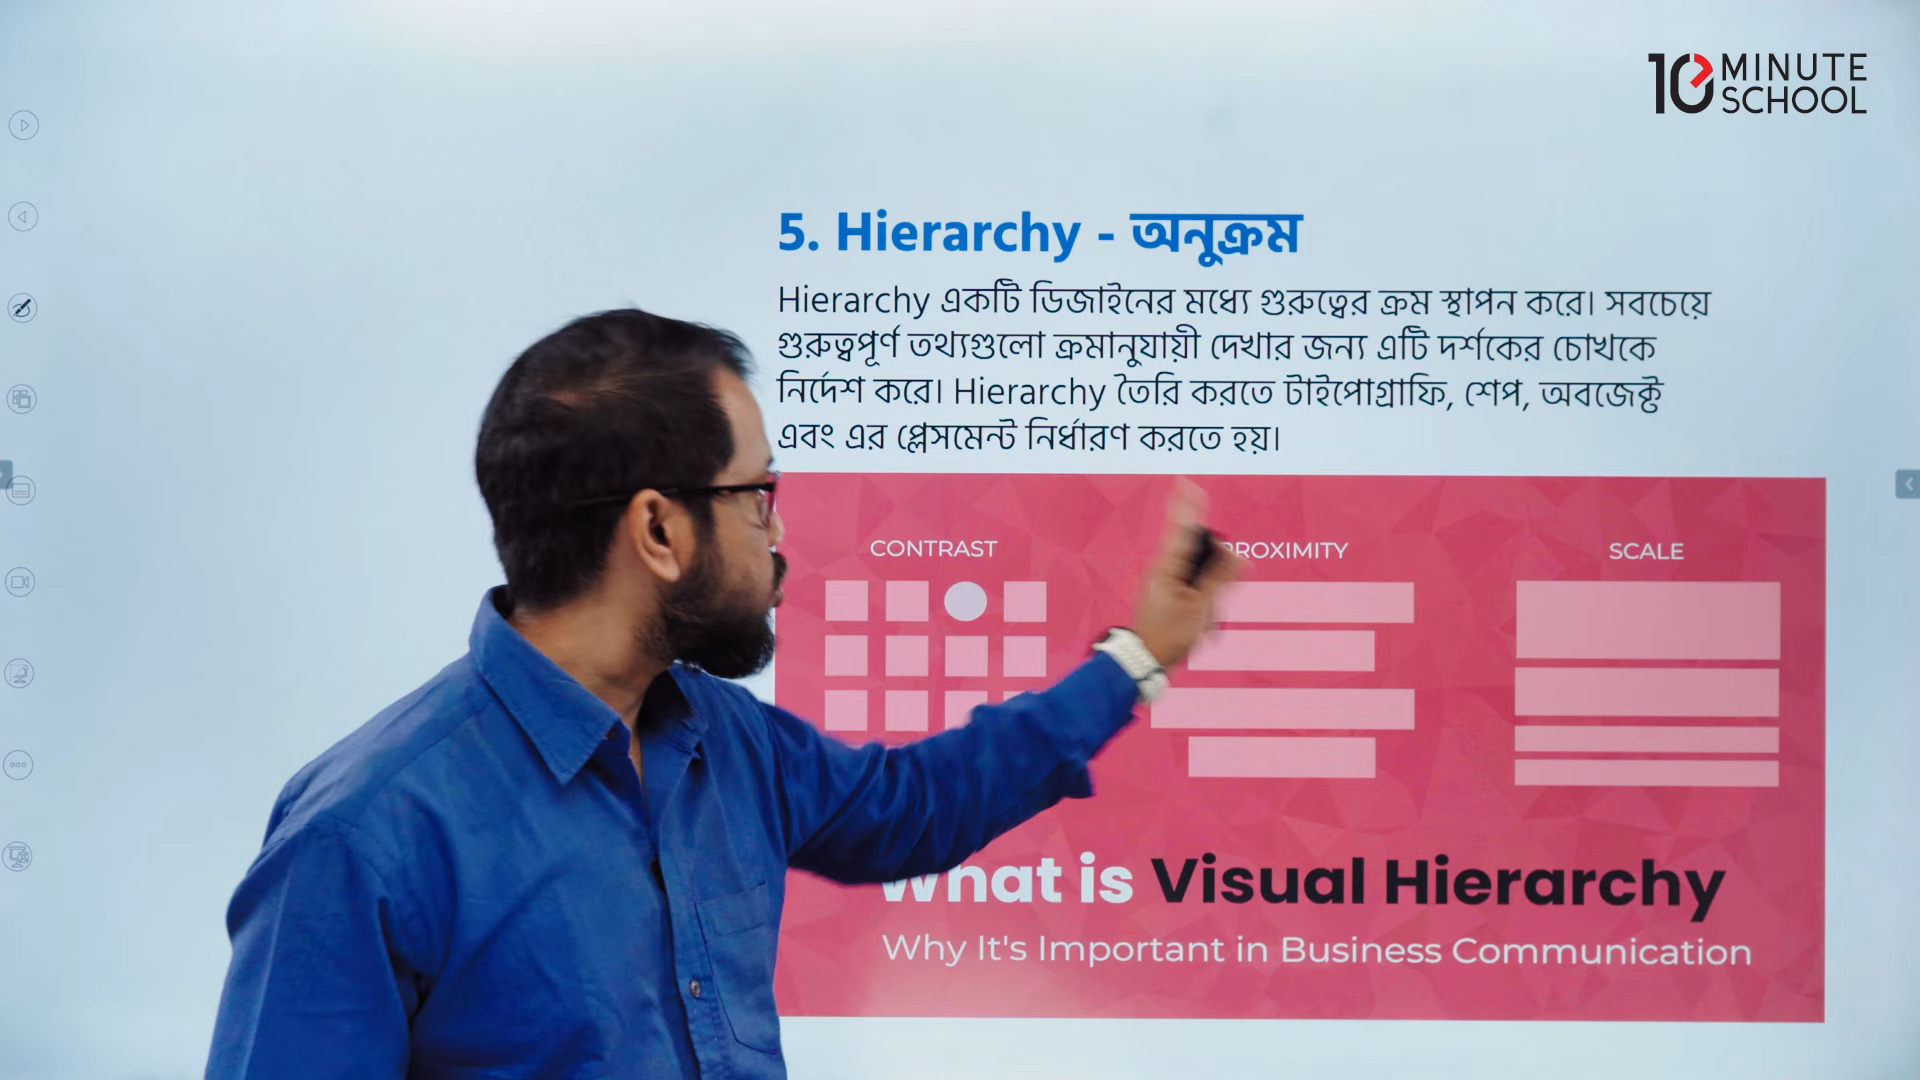 10 MINUTE
SCHOOL
5. Hierarchy - অনুক্রম
Hierarchy একটি ডিজাইনের মধ্যে গুরুত্বের ক্রম স্থাপন করে। সবচেয়ে
গুরুত্বপূর্ণ তথ্যগুলো ক্রমানুযায়ী দেখার জন্য এটি দর্শকের চোখকে
নির্দেশ করে। Hierarchy তৈরি করতে টাইপোগ্রাফি, শেপ, অবজেক্ট
এবং এর প্লেসমেন্ট নির্ধারণ করতে হয়।
CONTRAST
PROXIMITY
SCALE
What is Visual Hierarchy
Why It's Important in Business Communication